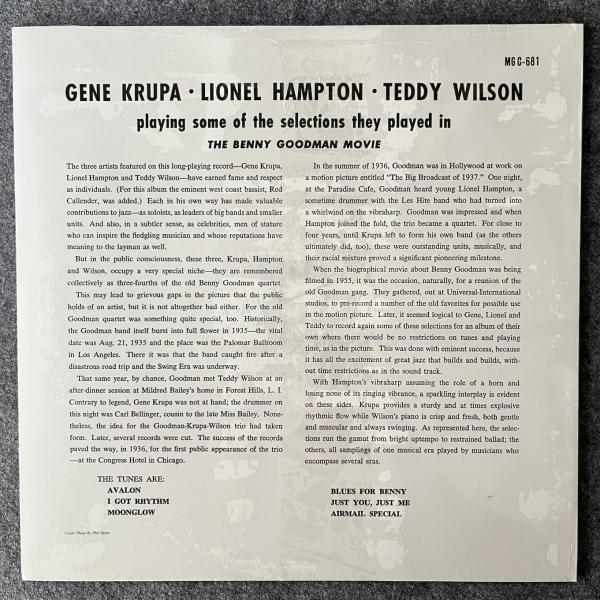 MG C-681
GENE KRUPA · LIONEL HAMPTON · TEDDY WILSON
playing some of the selections they played in
THE BENNY GOODMAN MOVIE
The three artists featured on this long-playing record—Gene Krupa,
Lionel Hampton and Teddy Wilson—have earned fame and respect
as individuals. (For this album the eminent west coast bassist, Red
Callender, was added.) Each in his own way has made valuable
contributions to jazz—as soloists, as leaders of big bands and smaller
units. And also, in a subtler sense, as celebrities, men of stature
who can inspire the fledgling musician and whose reputations have
meaning to the layman as well.
But in the public consciousness, these three, Krupa, Hampton
and Wilson, occupy a very special niche—they are remembered
collectively as three-fourths of the old Benny Goodman quartet.
This may lead to grievous gaps in the picture that the public
holds of an artist, but it is not altogether bad either. For the old
Goodman quartet was something quite special, too. Historically,
the Goodman band itself burst into full flower in 1935—the vital
date was Aug. 21, 1935 and the place was the Palomar Ballroom
in Los Angeles. There it was that the band caught fire after a
disastrous road trip and the Swing Era was underway.
That same year, by chance, Goodman met Teddy Wilson at an
after-dinner session at Mildred Bailey's home in Forest Hills, L. I.
Contrary to legend, Gene Krupa was not at hand; the drummer on
this night was Carl Bellinger, cousin to the late Miss Bailey. None-
theless, the idea for the Goodman-Krupa-Wilson trio had taken
form. Later, several records were cut. The success of the records
paved the way, in 1936, for the first public appearance of the trio
—at the Congress Hotel in Chicago.
In the summer of 1936, Goodman was in Hollywood at work on
a motion picture entitled "The Big Broadcast of 1937." One night,
at the Paradise Cafe, Goodman heard young Lionel Hampton, a
sometime drummer with the Les Hite band who had turned into
a whirlwind on the vibraharp. Goodman was impressed and when
Hampton joined the fold, the trio became a quartet. For close to
four years, until Krupa left to form his own band (as the others
ultimately did, too), these were outstanding units, musically, and
their racial mixture proved a significant pioneering milestone.
When the biographical movie about Benny Goodman was being
filmed in 1955, it was the occasion, naturally, for a reunion of the
old Goodman gang. They gathered, out at Universal-International
studios, to pre-record a number of the old favorites for possible use
in the motion picture. Later, it seemed logical to Gene, Lionel and
Teddy to record again some of these selections for an album of their
own where there would be no restrictions on tunes and playing
time, as in the picture. This was done with eminent success, because
it has all the excitement of great jazz that builds and builds, with-
out time restrictions as in the sound track.
With Hampton's vibraharp assuming the role of a horn and
losing none of its ringing vibrance, a sparkling interplay is evident
on these sides. Krupa provides a sturdy and at times explosive
rhythmic flow while Wilson's piano is crisp and fresh, both gentle
and muscular and always swinging. As represented here, the selec-
tions run the gamut from bright uptempo to restrained ballad; the
others, all samplings of one musical era played by musicians who
encompass several eras.
THE TUNES ARE:
AVALON
I GOT RHYTHM
MOONGLOW
BLUES FOR BENNY
JUST YOU, JUST ME
AIRMAIL SPECIAL
Cover Photo by Phil Stern